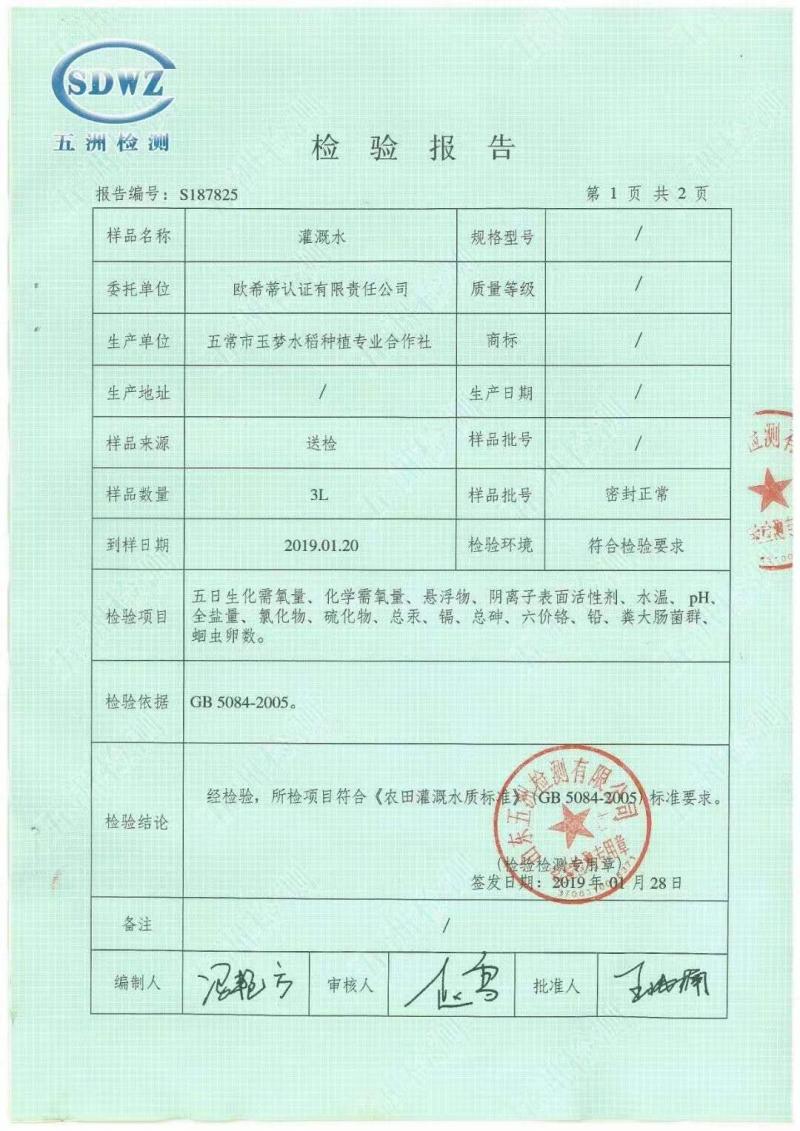 SDWZ
五洲检测
检验报告
报告编号：S187825 第 1 页 共 2 页
样品名称 灌溉水 规格型号 /
委托单位 欧希蒂认证有限责任公司 质量等级 /
生产单位 五常市玉梦水稻种植专业合作社 商标 /
生产地址 / 生产日期 /
样品来源 送检 样品批号 /
样品数量 3L 样品批号 密封正常
到样日期 2019.01.20 检验环境 符合检验要求
检验项目 五日生化需氧量、化学需氧量、悬浮物、阴离子表面活性剂、水温、pH、
全盐量、氯化物、硫化物、总汞、镉、总砷、六价铬、铅、粪大肠菌群、
蛔虫卵数。
检验依据 GB 5084-2005。
检验结论 经检验，所检项目符合《农田灌溉水质标准》（GB 5084-2005）标准要求。
山东五洲检测有限公司
（检验检测专用章）
签发日期：2019 年 01 月 28 日
备注 /
编制人 审核人 批准人